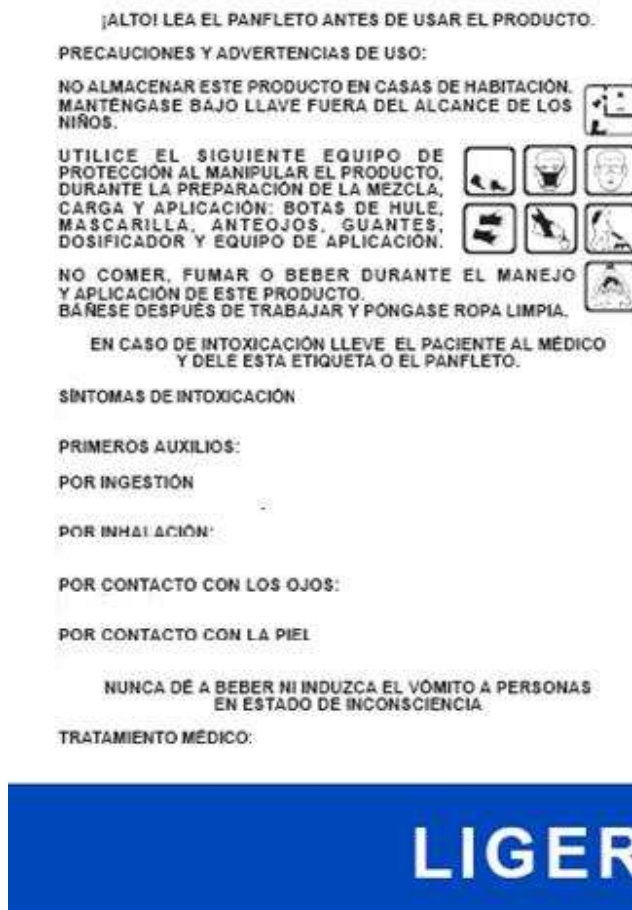 ¡ALTO! LEA EL PANFLETO ANTES DE USAR EL PRODUCTO.
PRECAUCIONES Y ADVERTENCIAS DE USO:
NO ALMACENAR ESTE PRODUCTO EN CASAS DE HABITACIÓN.
MANTÉNGASE BAJO LLAVE FUERA DEL ALCANCE DE LOS
NIÑOS.
UTILICE EL SIGUIENTE EQUIPO DE
PROTECCIÓN AL MANIPULAR EL PRODUCTO,
DURANTE LA PREPARACIÓN DE LA MEZCLA,
CARGA Y APLICACIÓN: BOTAS DE HULE,
MASCARILLA, ANTEOJOS, GUANTES,
DOSIFICADOR Y EQUIPO DE APLICACIÓN.
NO COMER, FUMAR O BEBER DURANTE EL MANEJO
Y APLICACIÓN DE ESTE PRODUCTO.
BÁÑESE DESPUÉS DE TRABAJAR Y PÓNGASE ROPA LIMPIA.
EN CASO DE INTOXICACIÓN LLEVE EL PACIENTE AL MÉDICO
Y DELE ESTA ETIQUETA O EL PANFLETO.
SÍNTOMAS DE INTOXICACIÓN
PRIMEROS AUXILIOS:
POR INGESTIÓN
POR INHALACIÓN:
POR CONTACTO CON LOS OJOS:
POR CONTACTO CON LA PIEL
NUNCA DÉ A BEBER NI INDUZCA EL VÓMITO A PERSONAS
EN ESTADO DE INCONSCIENCIA
TRATAMIENTO MÉDICO:
LIGER